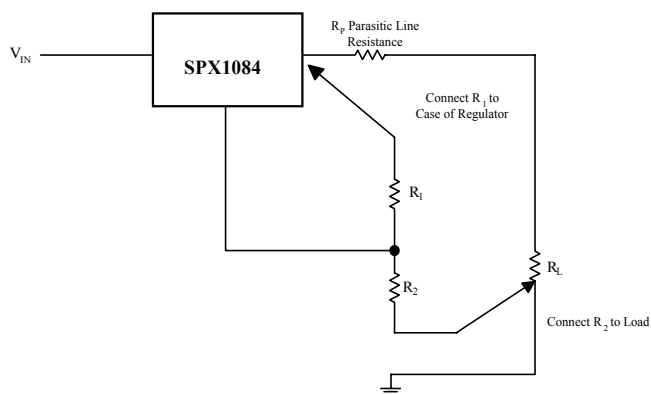 R_P Parasitic Line
Resistance
V_IN
SPX1084
Connect R_1 to
Case of Regulator
R_1
R_L
R_2
Connect R_2 to Load